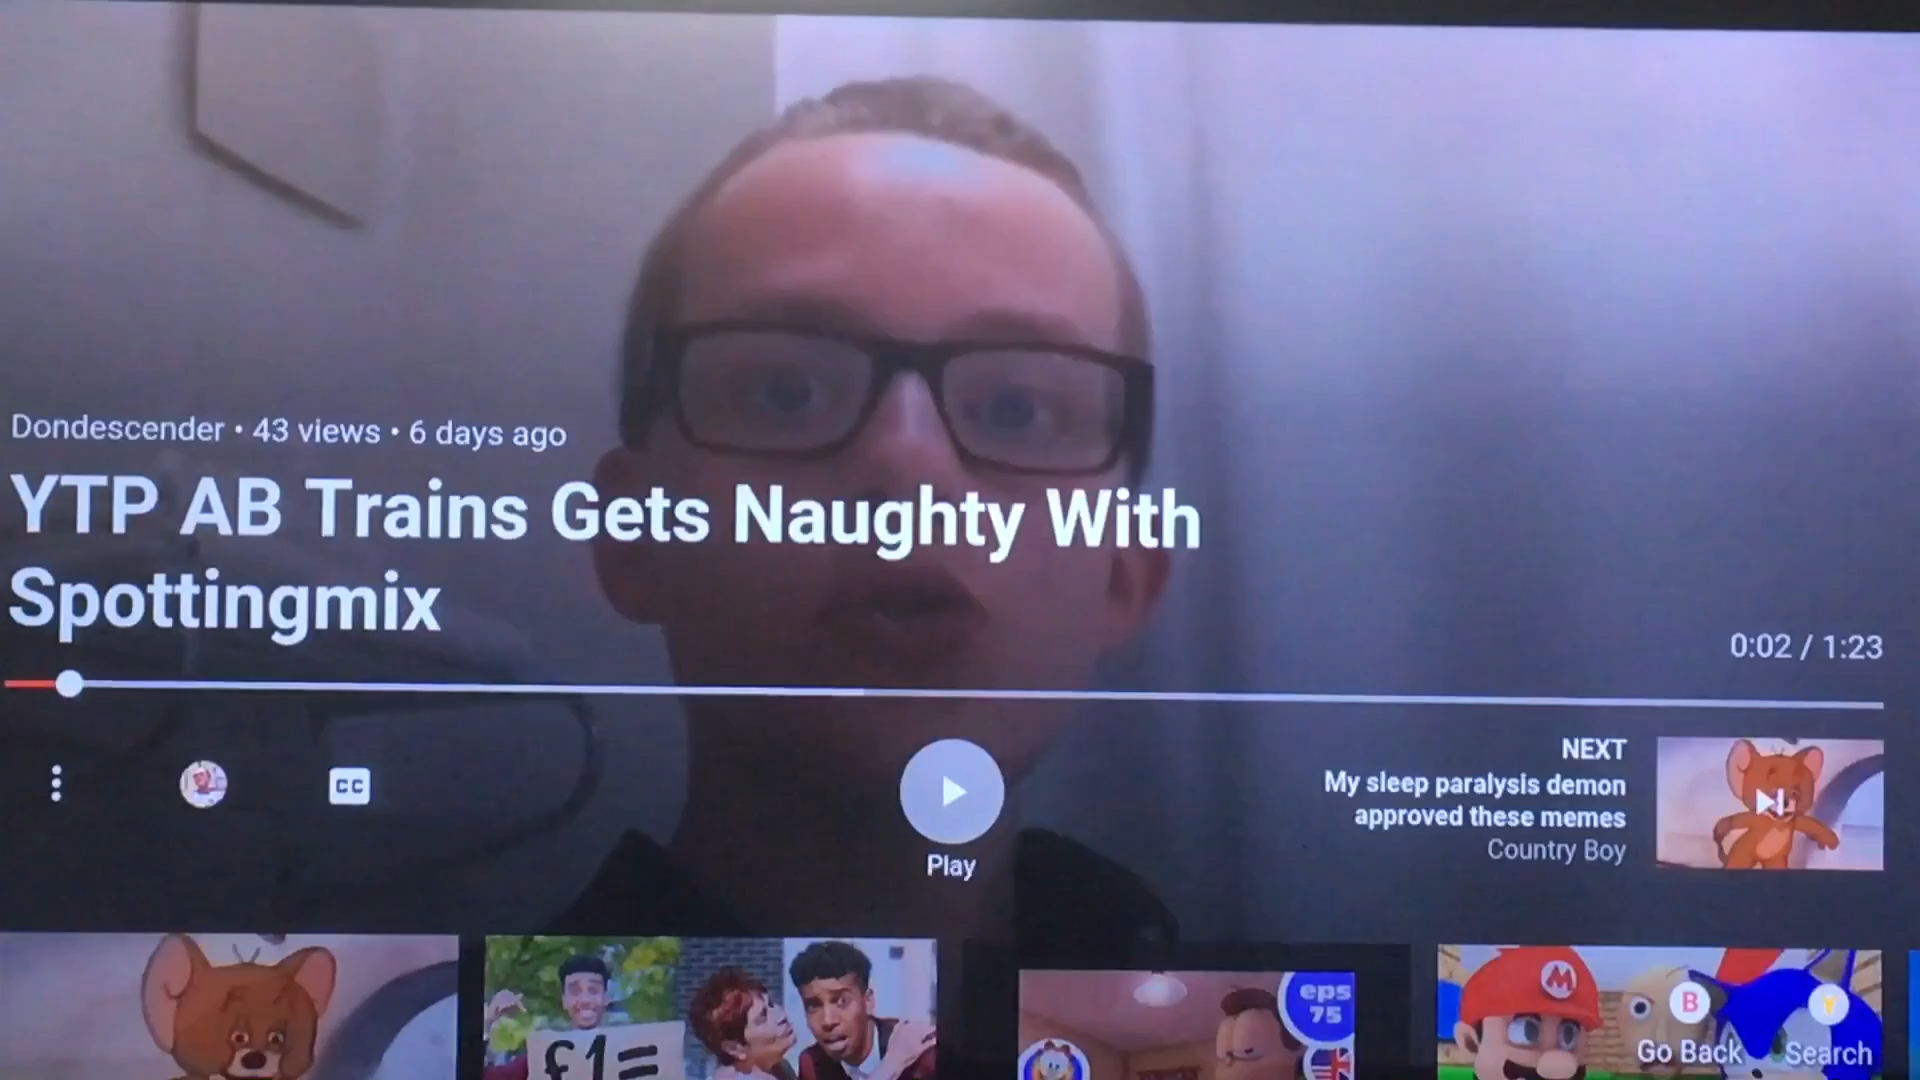 Dondescender • 43 views • 6 days ago
YTP AB Trains Gets Naughty With
Spottingmix
0:02 / 1:23
NEXT
My sleep paralysis demon
approved these memes
Country Boy
CC
Play
£1=
eps
75
M
B
Y
Go Back
Search